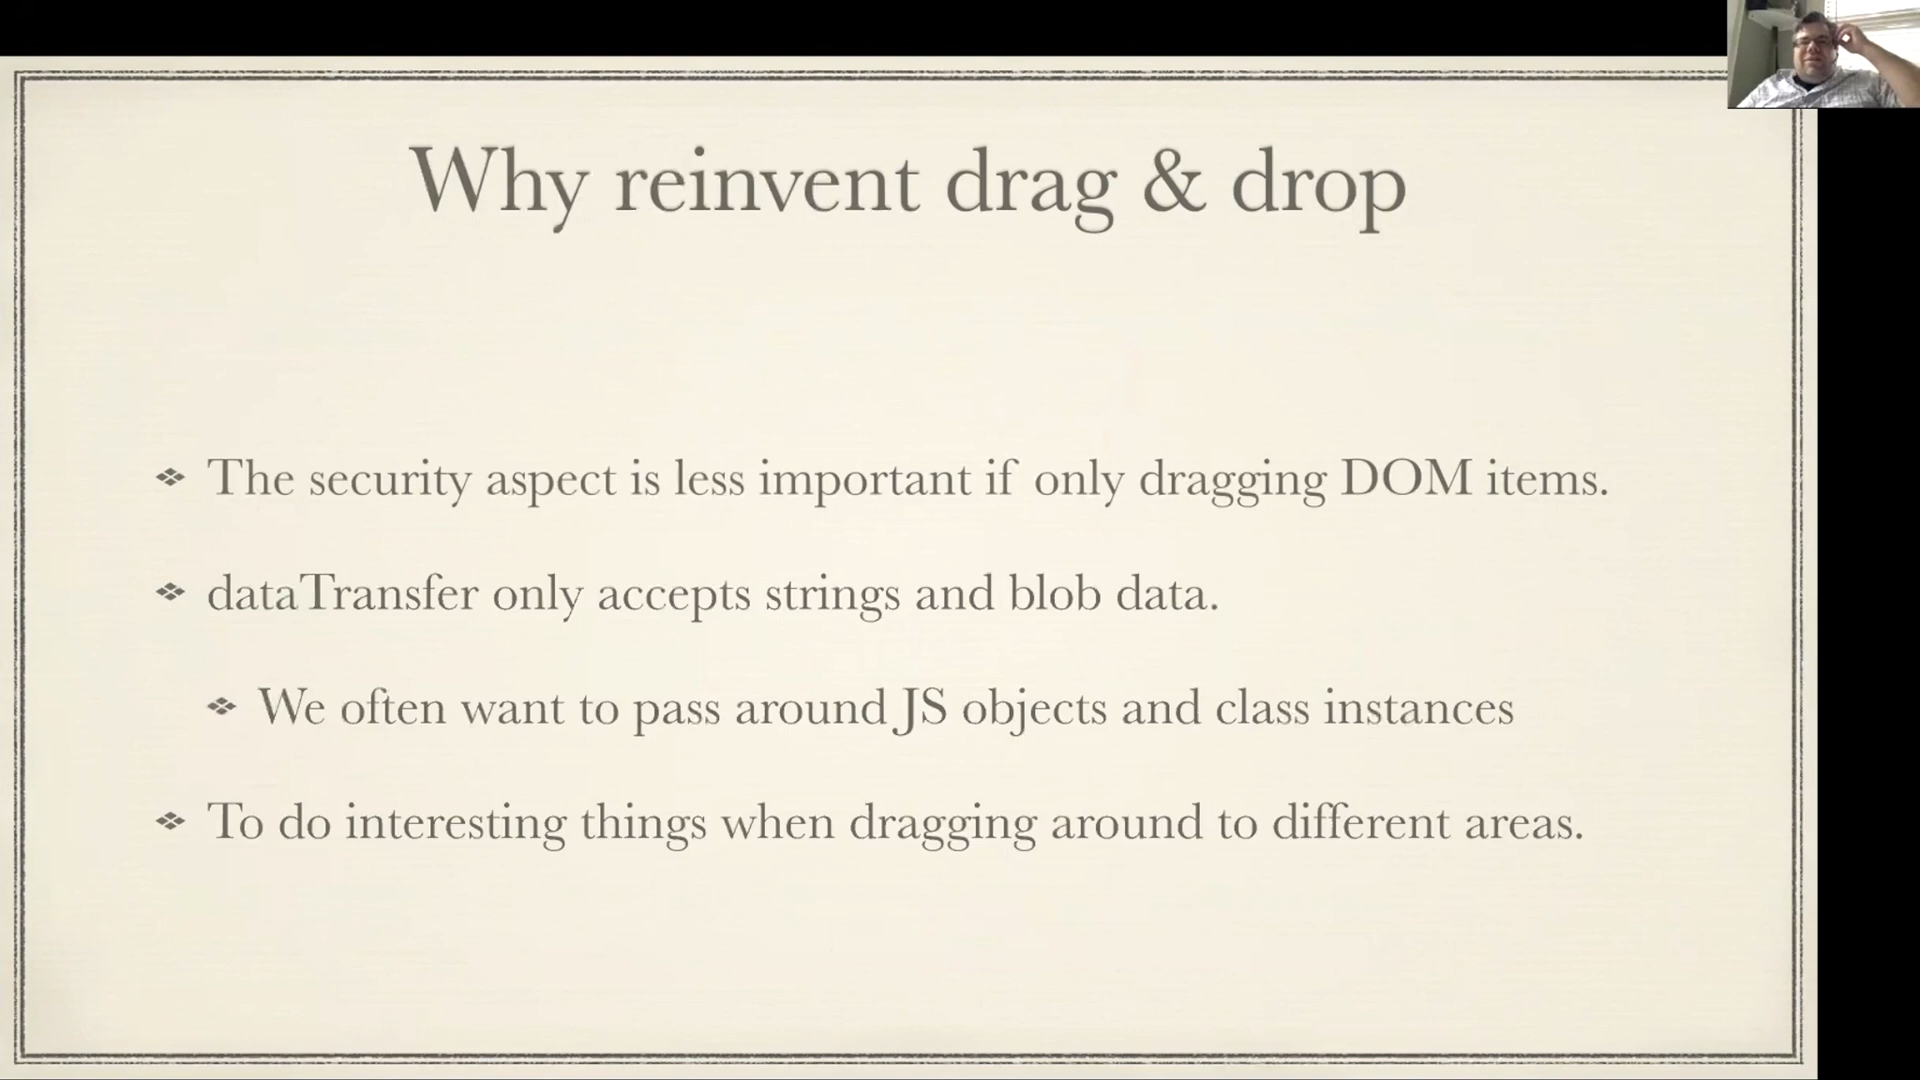 Why reinvent drag & drop
The security aspect is less important if only dragging DOM items.
dataTransfer only accepts strings and blob data.
We often want to pass around JS objects and class instances
To do interesting things when dragging around to different areas.